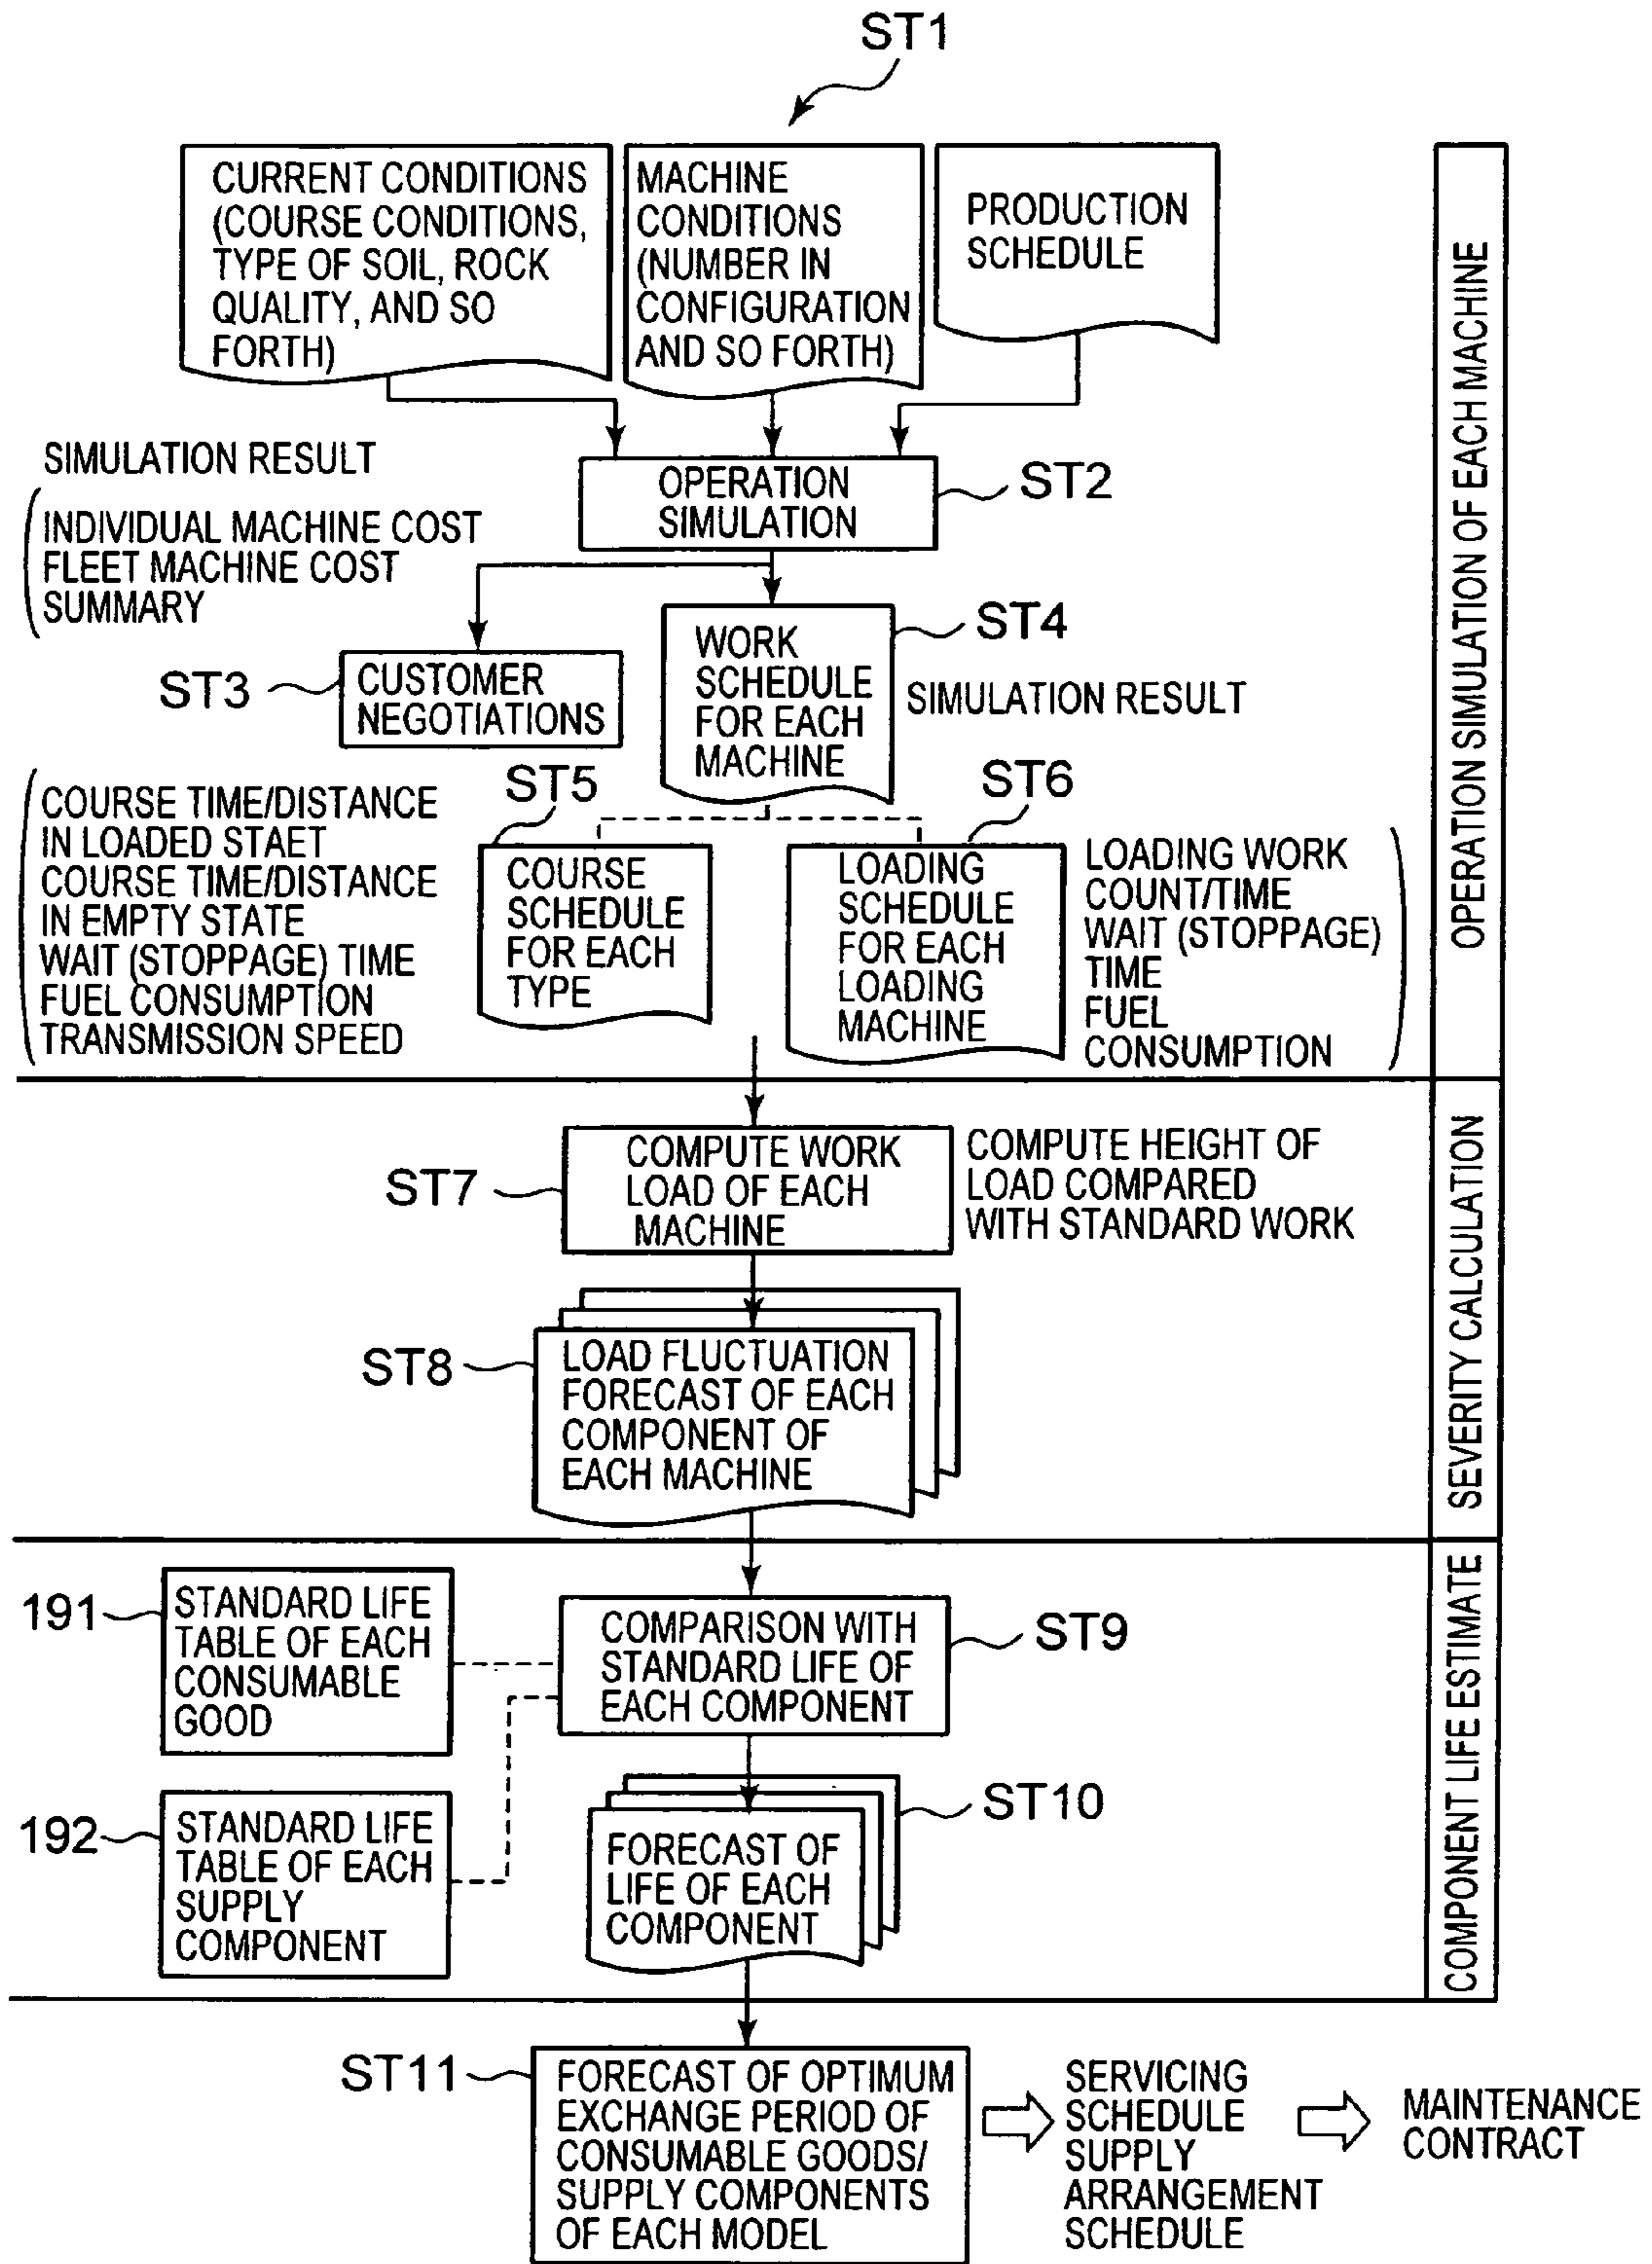 ST1
CURRENT CONDITIONS
(COURSE CONDITIONS,
TYPE OF SOIL, ROCK
QUALITY, AND SO
FORTH)
MACHINE
CONDITIONS
(NUMBER IN
CONFIGURATION
AND SO FORTH)
PRODUCTION
SCHEDULE
OPERATION SIMULATION OF EACH MACHINE
SIMULATION RESULT
INDIVIDUAL MACHINE COST
FLEET MACHINE COST
SUMMARY
OPERATION
SIMULATION
ST2
ST3
CUSTOMER
NEGOTIATIONS
WORK
SCHEDULE
FOR EACH
MACHINE
ST4
SIMULATION RESULT
COURSE TIME/DISTANCE
IN LOADED STAET
COURSE TIME/DISTANCE
IN EMPTY STATE
WAIT (STOPPAGE) TIME
FUEL CONSUMPTION
TRANSMISSION SPEED
ST5
COURSE
SCHEDULE
FOR EACH
TYPE
ST6
LOADING
SCHEDULE
FOR EACH
LOADING
MACHINE
LOADING WORK
COUNT/TIME
WAIT (STOPPAGE)
TIME
FUEL
CONSUMPTION
ST7
COMPUTE WORK
LOAD OF EACH
MACHINE
COMPUTE HEIGHT OF
LOAD COMPARED
WITH STANDARD WORK
SEVERITY CALCULATION
ST8
LOAD FLUCTUATION
FORECAST OF EACH
COMPONENT OF
EACH MACHINE
191
STANDARD LIFE
TABLE OF EACH
CONSUMABLE
GOOD
COMPARISON WITH
STANDARD LIFE OF
EACH COMPONENT
ST9
COMPONENT LIFE ESTIMATE
192
STANDARD LIFE
TABLE OF EACH
SUPPLY
COMPONENT
FORECAST OF
LIFE OF EACH
COMPONENT
ST10
ST11
FORECAST OF OPTIMUM
EXCHANGE PERIOD OF
CONSUMABLE GOODS/
SUPPLY COMPONENTS
OF EACH MODEL
SERVICING
SCHEDULE
SUPPLY
ARRANGEMENT
SCHEDULE
MAINTENANCE
CONTRACT